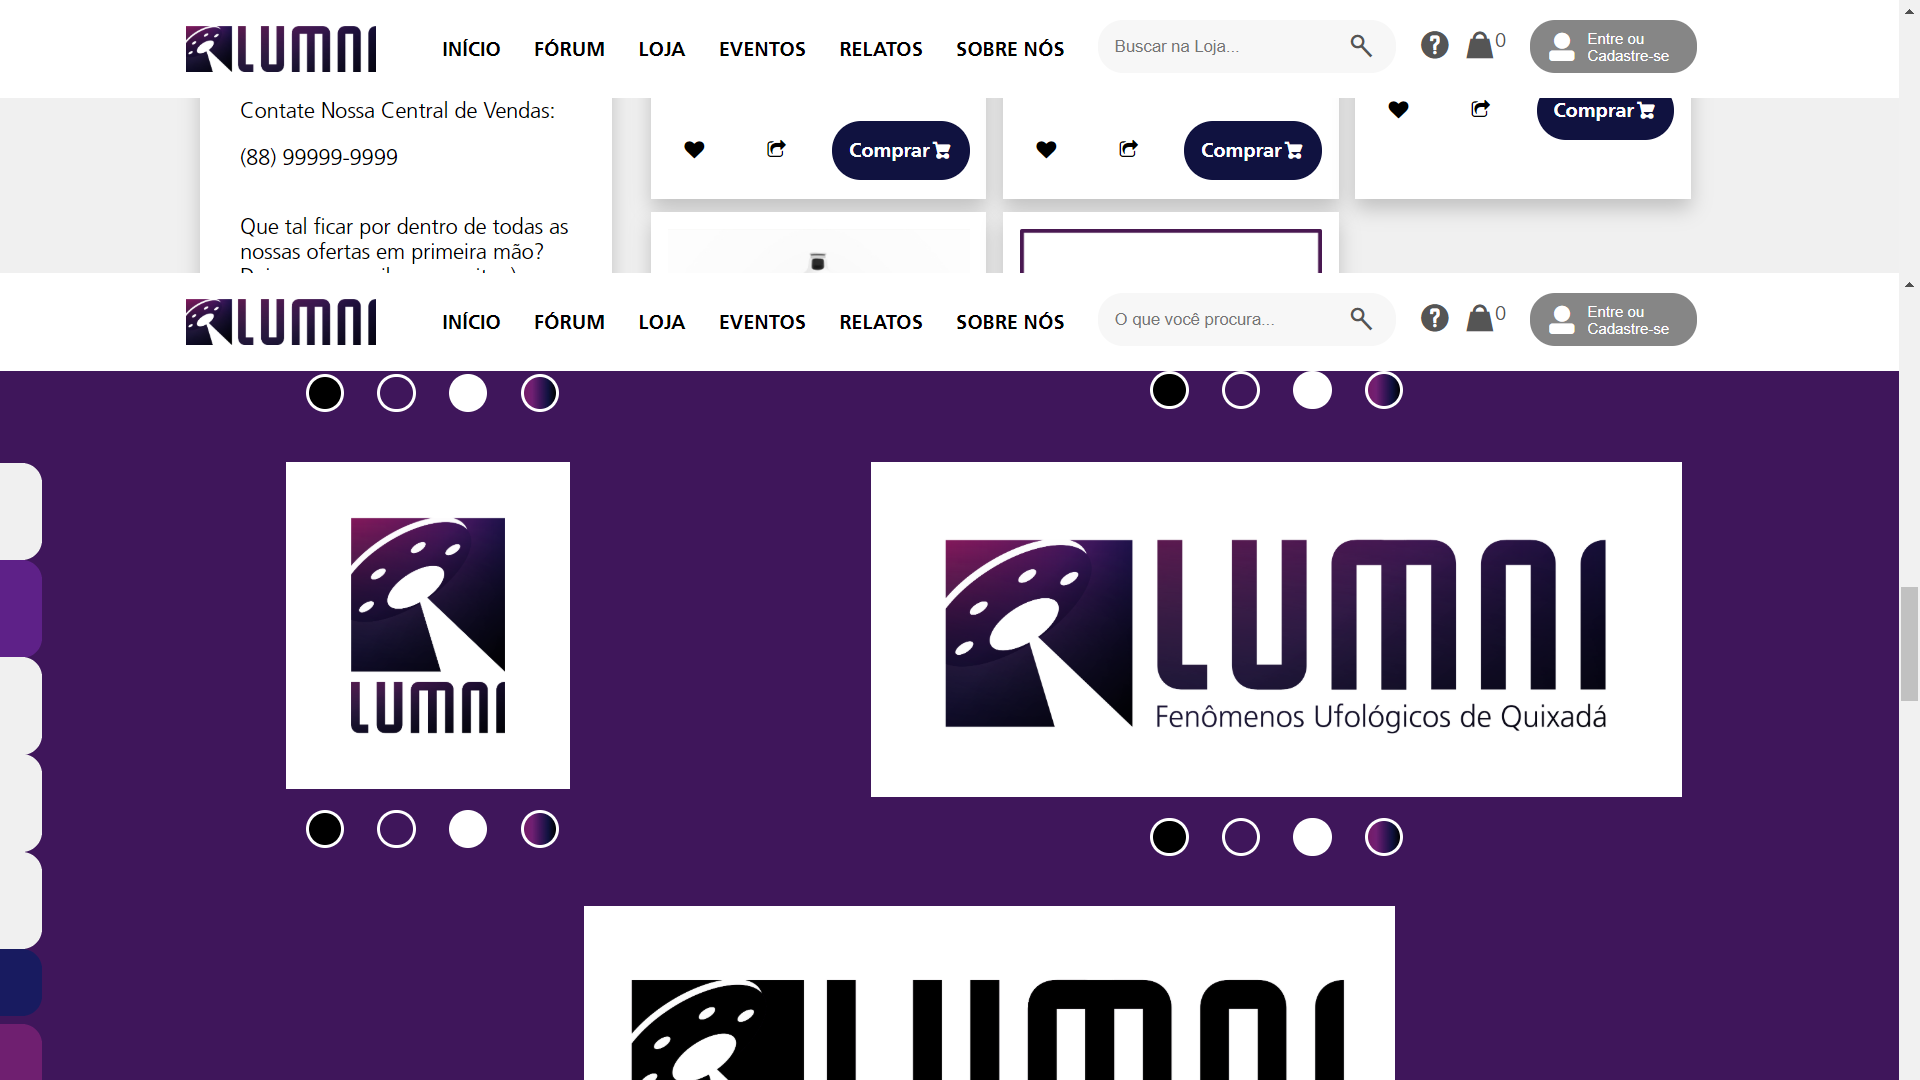 LUMNI INÍCIO FÓRUM LOJA EVENTOS RELATOS SOBRE NÓS Buscar na Loja... 0 Entre ou
Cadastre-se
Contate Nossa Central de Vendas:
(88) 99999-9999
Que tal ficar por dentro de todas as
nossas ofertas em primeira mão?
Comprar
Comprar
Comprar
LUMNI INÍCIO FÓRUM LOJA EVENTOS RELATOS SOBRE NÓS O que você procura... 0 Entre ou
Cadastre-se
LUMNI
LUMNI
Fenômenos Ufológicos de Quixadá
LUMNI